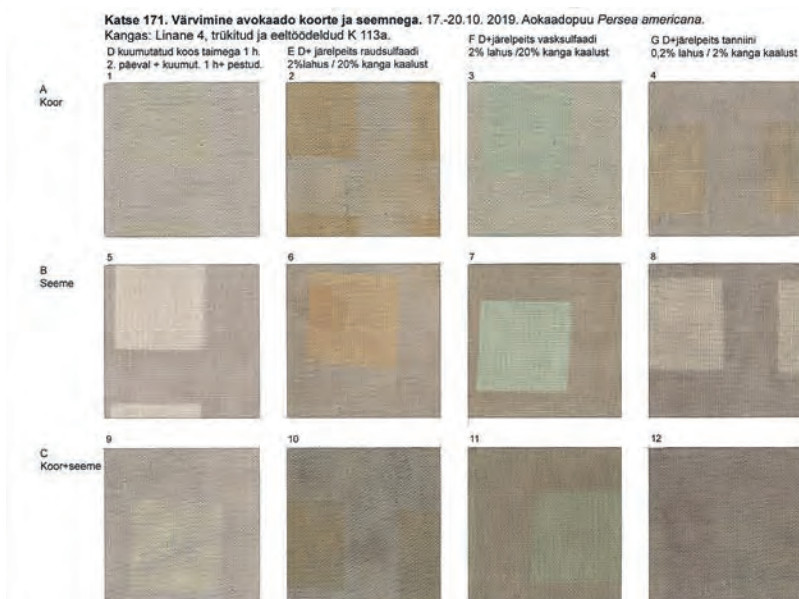 Katse 171. Värvimine avokaado koorte ja seemnega. 17.-20.10. 2019. Aokaadopuu Persea americana.
Kangas: Linane 4, trükitud ja eeltöödeldud K 113a.
D kuumutatud koos taimega 1 h.
2. päeval + kuumut. 1 h+ pestud.
E D+ järelpeits raudsulfaadi
2%lahus / 20% kanga kaalust
F D+järelpeits vasksulfaadi
2% lahus /20% kanga kaalust
G D+järelpeits tanniini
0,2% lahus / 2% kanga kaalust
1
2
3
4
A
Koor
5
6
7
8
B
Seeme
9
10
11
12
C
Koor+seeme